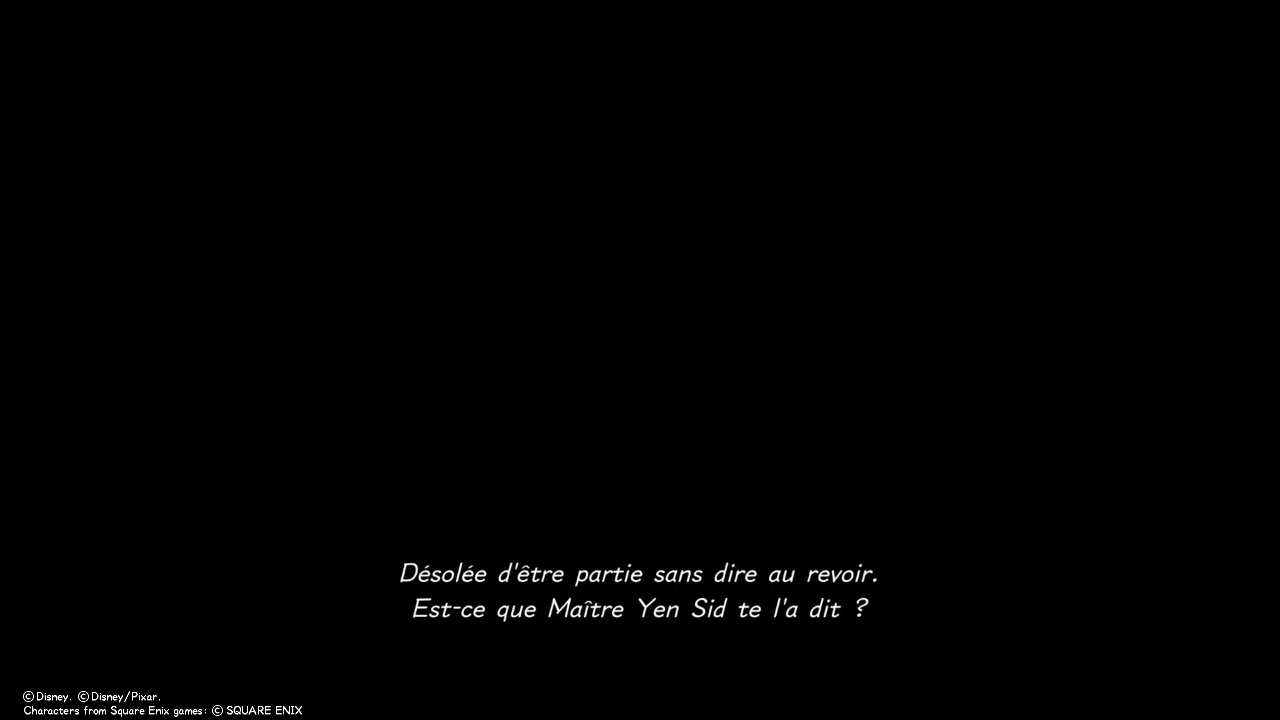 Désolée d'être partie sans dire au revoir.
Est-ce que Maître Yen Sid te l'a dit ?
©Disney. ©Disney/Pixar.
Characters from Square Enix games: © SQUARE ENIX